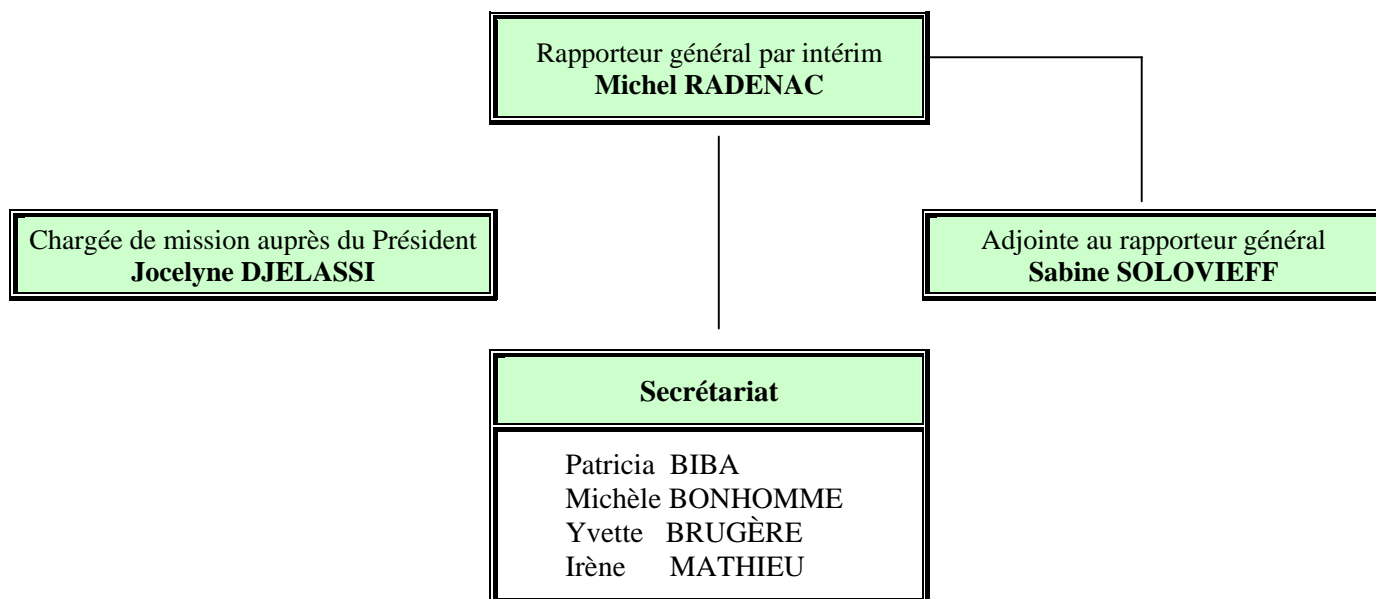 Rapporteur général par intérim
Michel RADENAC
Chargée de mission auprès du Président
Jocelyne DJELASSI
Adjointe au rapporteur général
Sabine SOLOVIEFF
Secrétariat
Patricia BIBA
Michèle BONHOMME
Yvette BRUGÈRE
Irène MATHIEU